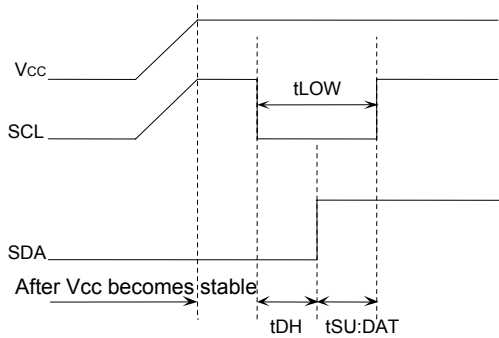 VCC
tLOW
SCL
SDA
After Vcc becomes stable
tDH
tSU:DAT